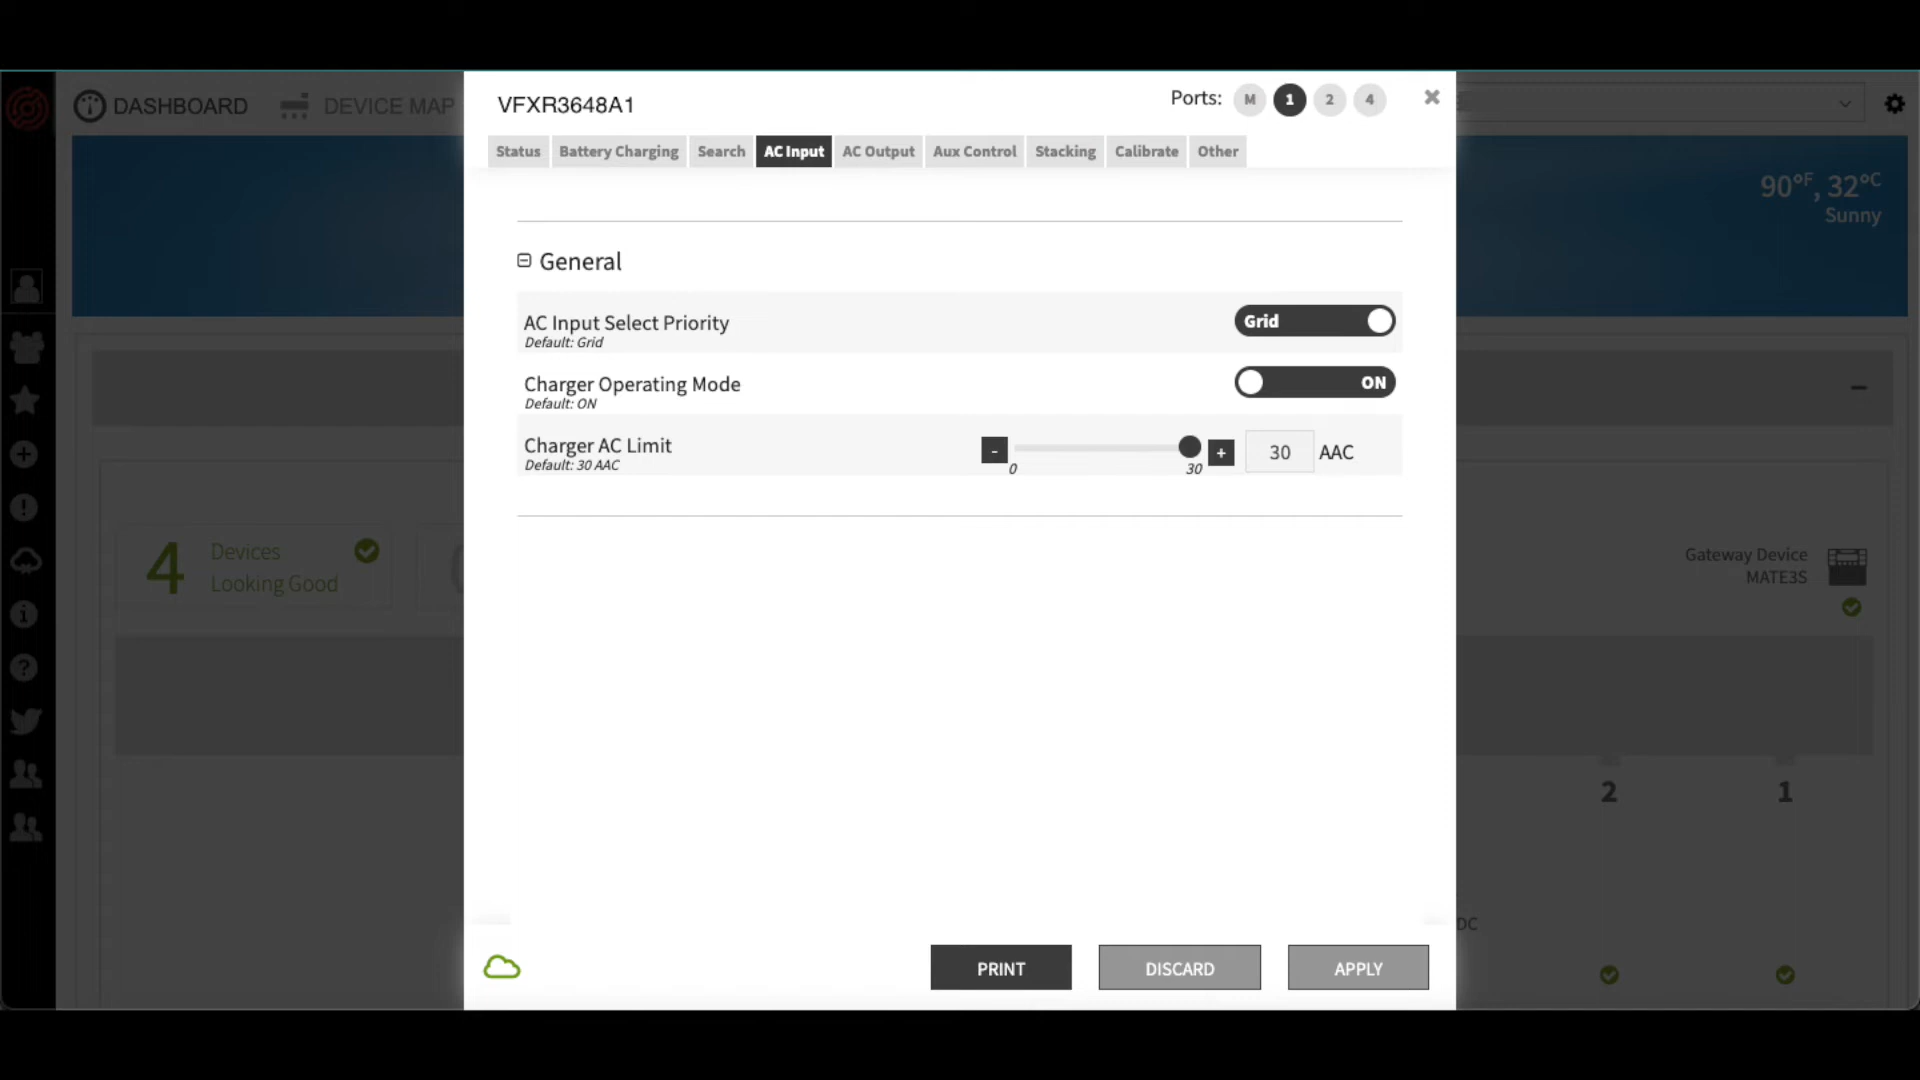 DASHBOARD
DEVICE MAP
VFXR3648A1
Ports: M 1 2 4
Status
Battery Charging
Search
AC Input
AC Output
Aux Control
Stacking
Calibrate
Other
90°F, 32°C
Sunny
General
AC Input Select Priority
Default: Grid
Grid
Charger Operating Mode
Default: ON
ON
Charger AC Limit
Default: 30 AAC
-
0
30
+
30
AAC
4
Devices
Looking Good
Gateway Device
MATE3S
2
1
DC
PRINT
DISCARD
APPLY